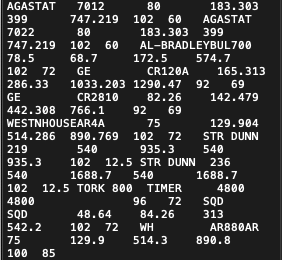 AGASTAT 7012 80 183.303
399 747.219 102 60 AGASTAT
7022 80 183.303 399
747.219 102 60 AL-BRADLEYBUL700
78.5 68.7 172.5 574.7
102 72 GE CR120A 165.313
286.33 1033.203 1290.47 92 69
GE CR2810 82.26 142.479
442.308 766.1 92 69
WESTNHOUSEAR4A 75 129.904
514.286 890.769 102 72 STR DUNN
219 540 935.3 540
935.3 102 12.5 STR DUNN 236
540 1688.7 540 1688.7
102 12.5 TORK 800 TIMER 4800
4800 96 72 SQD
SQD 48.64 84.26 313
542.2 102 72 WH AR880AR
75 129.9 514.3 890.8
100 85